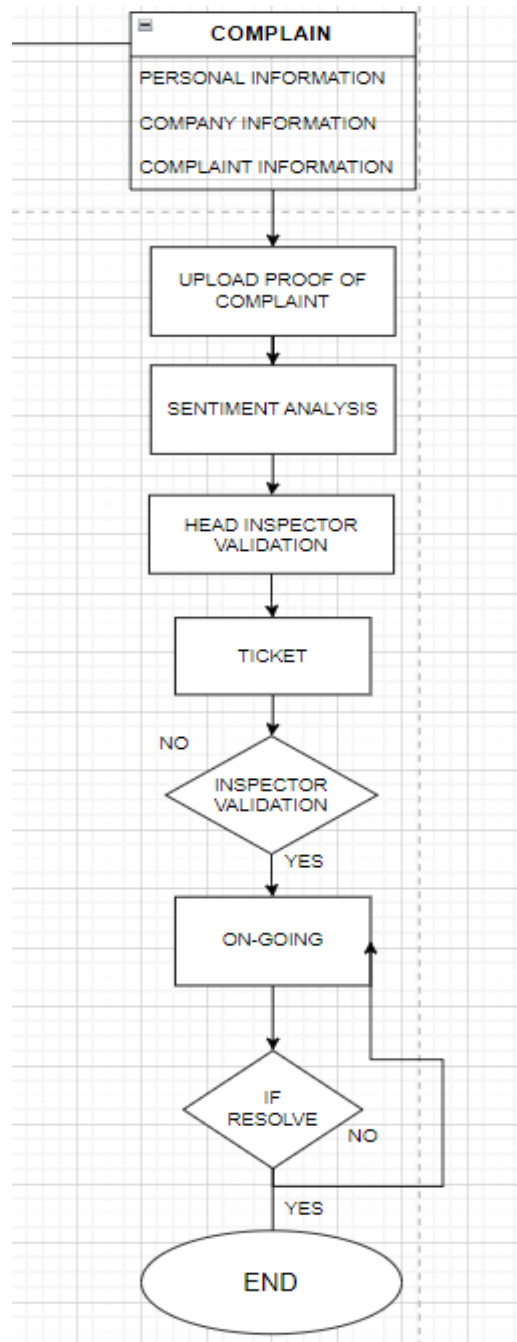 COMPLAIN
PERSONAL INFORMATION
COMPANY INFORMATION
COMPLAINT INFORMATION
UPLOAD PROOF OF
COMPLAINT
SENTIMENT ANALYSIS
HEAD INSPECTOR
VALIDATION
TICKET
NO
INSPECTOR
VALIDATION
YES
ON-GOING
IF
RESOLVE
NO
YES
END